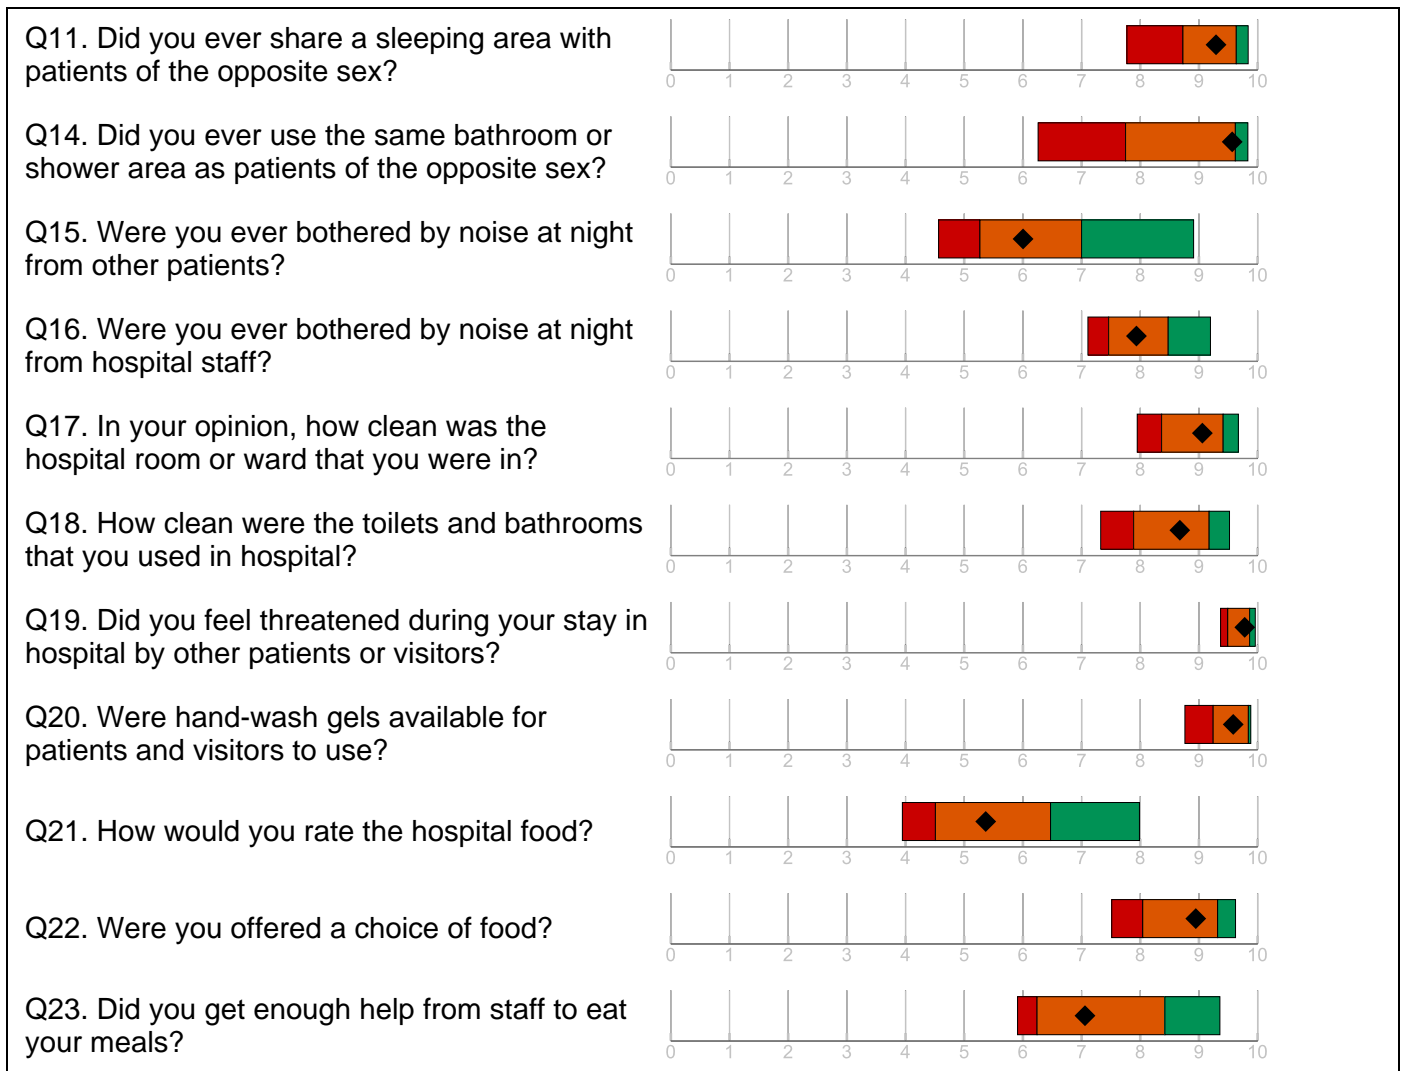 Q11. Did you ever share a sleeping area with
patients of the opposite sex?
0 1 2 3 4 5 6 7 8 9 10
Q14. Did you ever use the same bathroom or
shower area as patients of the opposite sex?
0 1 2 3 4 5 6 7 8 9 10
Q15. Were you ever bothered by noise at night
from other patients?
0 1 2 3 4 5 6 7 8 9 10
Q16. Were you ever bothered by noise at night
from hospital staff?
0 1 2 3 4 5 6 7 8 9 10
Q17. In your opinion, how clean was the
hospital room or ward that you were in?
0 1 2 3 4 5 6 7 8 9 10
Q18. How clean were the toilets and bathrooms
that you used in hospital?
0 1 2 3 4 5 6 7 8 9 10
Q19. Did you feel threatened during your stay in
hospital by other patients or visitors?
0 1 2 3 4 5 6 7 8 9 10
Q20. Were hand-wash gels available for
patients and visitors to use?
0 1 2 3 4 5 6 7 8 9 10
Q21. How would you rate the hospital food?
0 1 2 3 4 5 6 7 8 9 10
Q22. Were you offered a choice of food?
0 1 2 3 4 5 6 7 8 9 10
Q23. Did you get enough help from staff to eat
your meals?
0 1 2 3 4 5 6 7 8 9 10